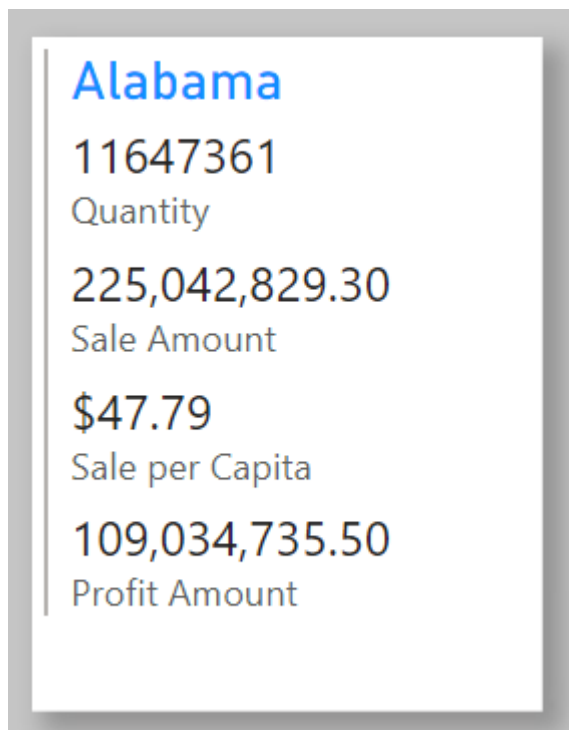 Alabama
11647361
Quantity
225,042,829.30
Sale Amount
$47.79
Sale per Capita
109,034,735.50
Profit Amount